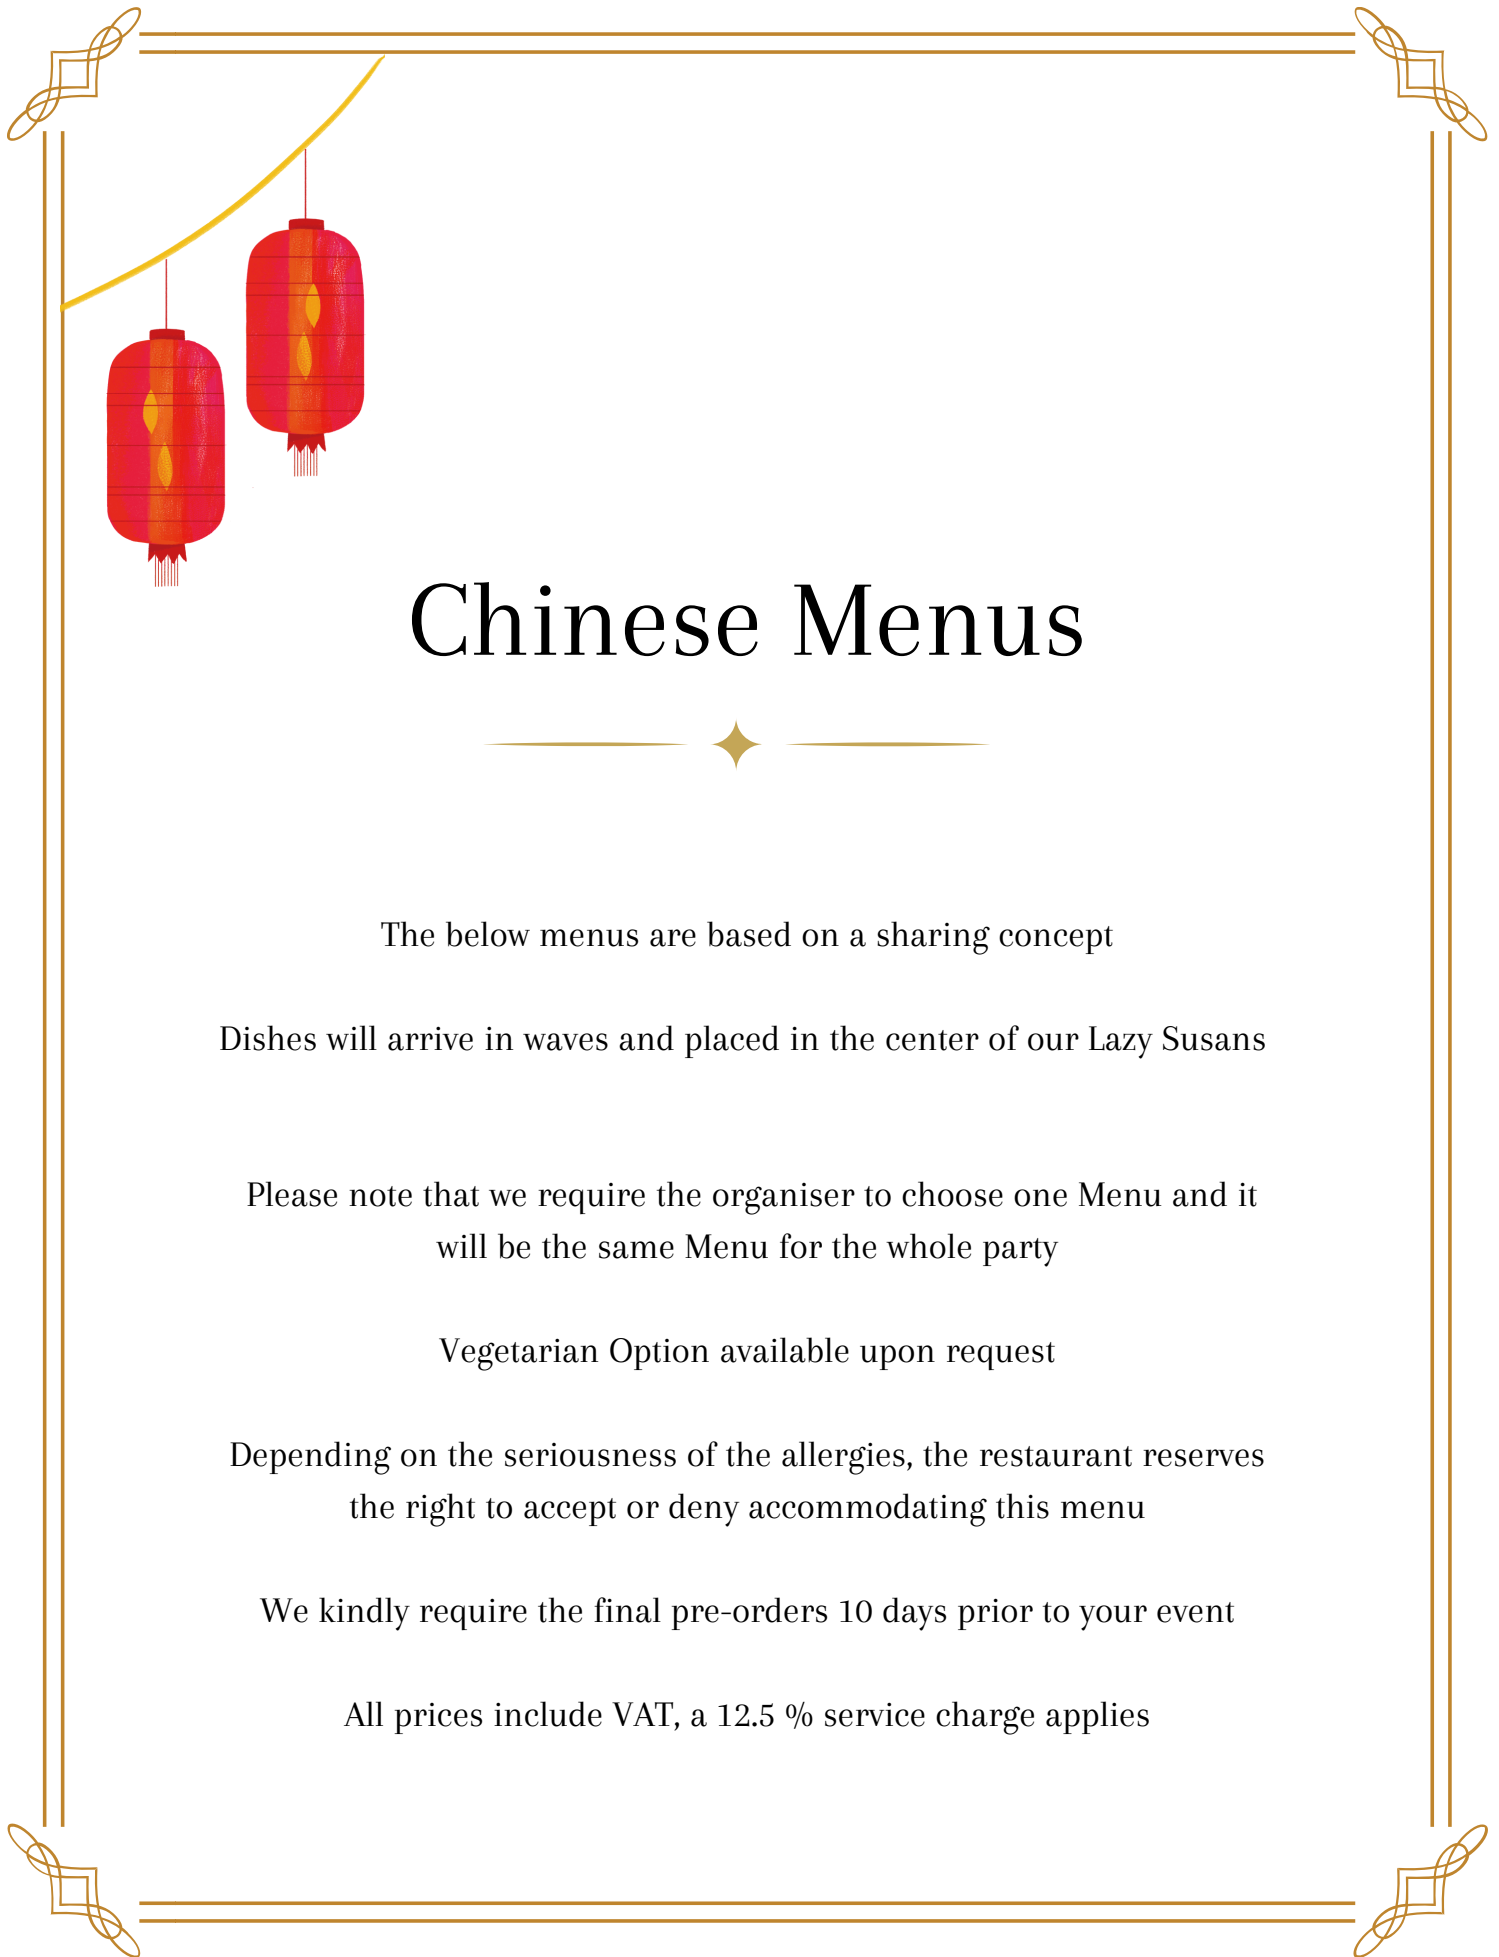 Chinese Menus
The below menus are based on a sharing concept
Dishes will arrive in waves and placed in the center of our Lazy Susans
Please note that we require the organiser to choose one Menu and it
will be the same Menu for the whole party
Vegetarian Option available upon request
Depending on the seriousness of the allergies, the restaurant reserves
the right to accept or deny accommodating this menu
We kindly require the final pre-orders 10 days prior to your event
All prices include VAT, a 12.5 % service charge applies